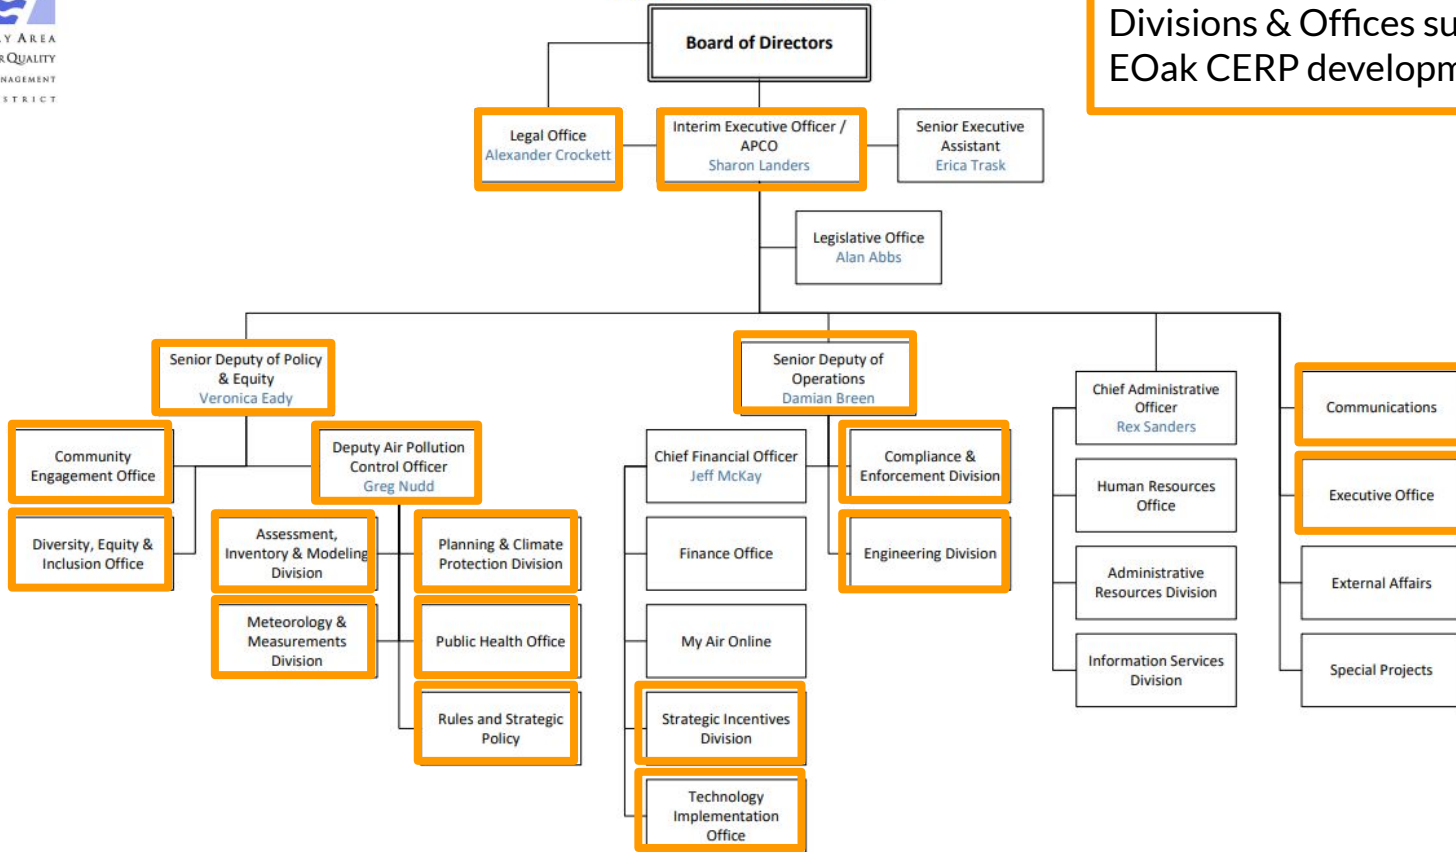 AREA
QUALITY
DISTRICT
Divisions & Offices
EOak CERP
Board of Directors
Legal Office
Alexander Crockett
Interim Executive Officer /
APCO
Sharon Landers
Senior Executive
Assistant
Erica Trask
Legislative Office
Alan Abbs
Senior Deputy of Policy
& Equity
Veronica Eady
Senior Deputy of
Operations
Damian Breen
Chief Administrative
Officer
Rex Sanders
Communications
Community
Engagement Office
Deputy Air Pollution
Control Officer
Greg Nudd
Chief Financial Officer
Jeff McKay
Compliance &
Enforcement Division
Human Resources
Office
Executive Office
Diversity, Equity &
Inclusion Office
Assessment,
Inventory & Modeling
Division
Planning & Climate
Protection Division
Finance Office
Engineering Division
Administrative
Resources Division
External Affairs
Meteorology &
Measurements
Division
Public Health Office
My Air Online
Information Services
Division
Special Projects
Rules and Strategic
Policy
Strategic Incentives
Division
Technology
Implementation
Office